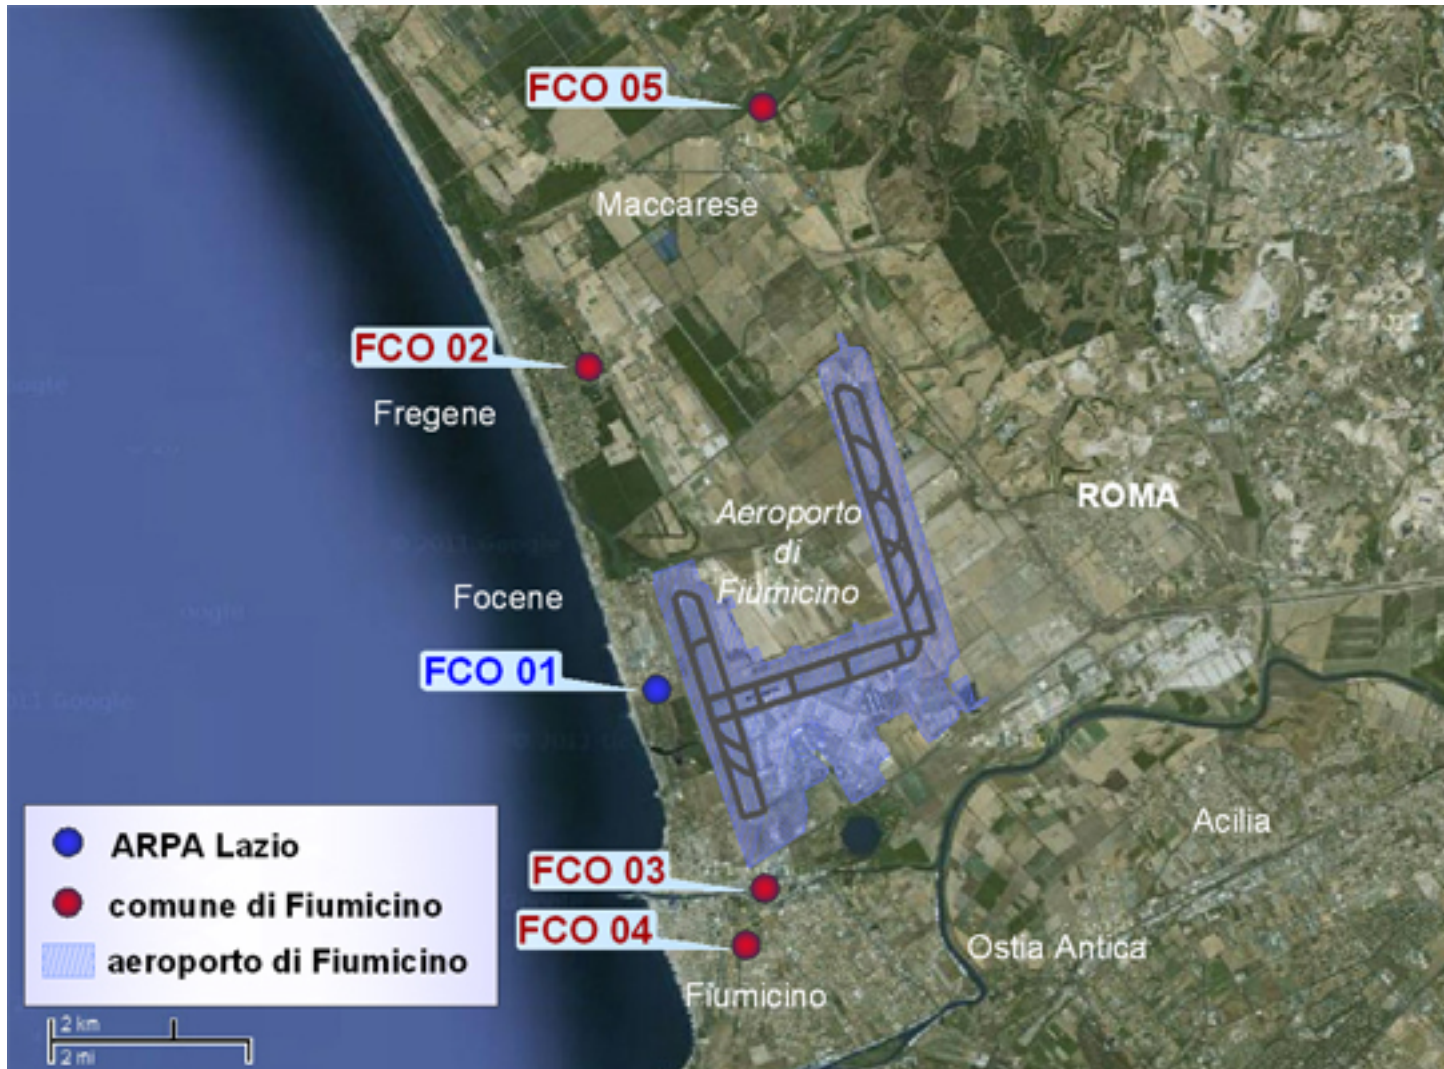 FCO 05
Maccarese
FCO 02
Fregene
ROMA
Aeroporto
di
Fiumicino
Focene
FCO 01
Acilia
ARPA Lazio
FCO 03
comune di Fiumicino
FCO 04
Ostia Antica
aeroporto di Fiumicino
Fiumicino
2 km
2 mi